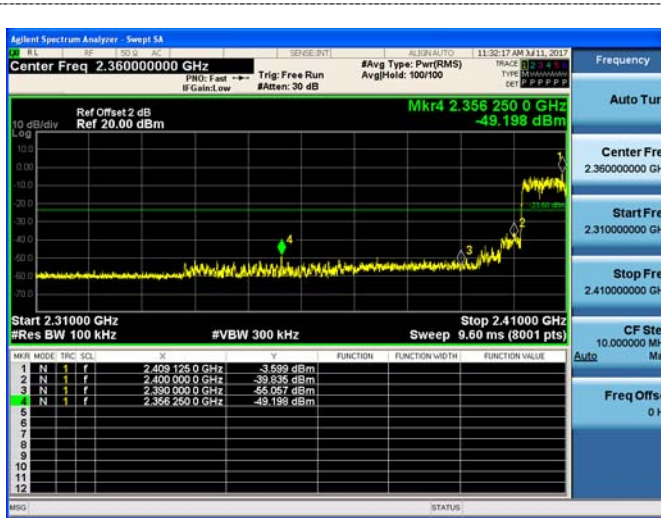 Agilent Spectrum Analyzer - Swept SA
RL RF 50 Ω AC SENSE:INT ALIGN AUTO 11:32:17 AM Jul 11, 2017
Center Freq 2.360000000 GHz
PNO: Fast
IFGain:Low
Trig: Free Run
#Atten: 30 dB
#Avg Type: Pwr(RMS)
Avg|Hold: 100/100
TRACE 1 2 3 4 5 6
TYPE M
DET P P P P P P
Ref Offset 2 dB
10 dB/div Ref 20.00 dBm
Log
Mkr4 2.356 250 0 GHz
-49.198 dBm
10.0
0.00
-10.0
-20.0
-30.0
-40.0
-50.0
-60.0
-70.0
1
2
3
4
Start 2.31000 GHz
#Res BW 100 kHz
#VBW 300 kHz
Stop 2.41000 GHz
Sweep 9.60 ms (8001 pts)
MKR MODE TRC SCL X Y FUNCTION FUNCTION WIDTH FUNCTION VALUE
1 N 1 f 2.409 125 0 GHz -3.599 dBm
2 N 1 f 2.400 000 0 GHz -39.835 dBm
3 N 1 f 2.390 000 0 GHz -55.057 dBm
4 N 1 f 2.356 250 0 GHz -49.198 dBm
5
6
7
8
9
10
11
12
MSG STATUS
Frequency
Auto Tun
Center Fre
2.360000000 GH
Start Fre
2.310000000 GH
Stop Fre
2.410000000 GH
CF Ste
10.000000 MH
Auto Ma
Freq Offse
0 H